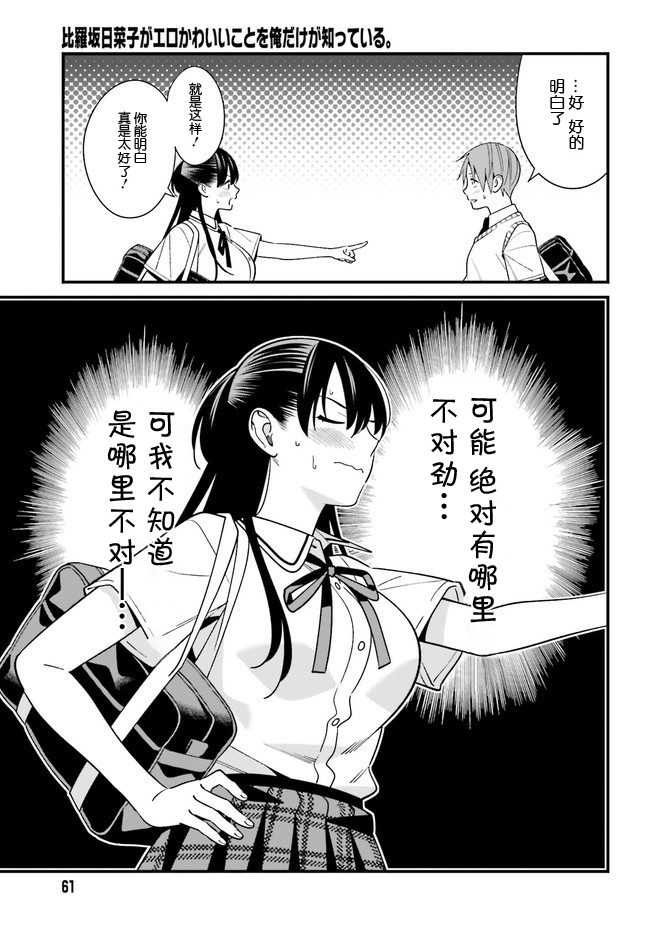 比羅坂日菜子がエロかわいいことを俺だけが知っている。
…好 好的
明白了
就是这样！
你能明白
真是太好了！
可能 绝对有哪里
不对劲…
可我不知道
是哪里不对—…
61